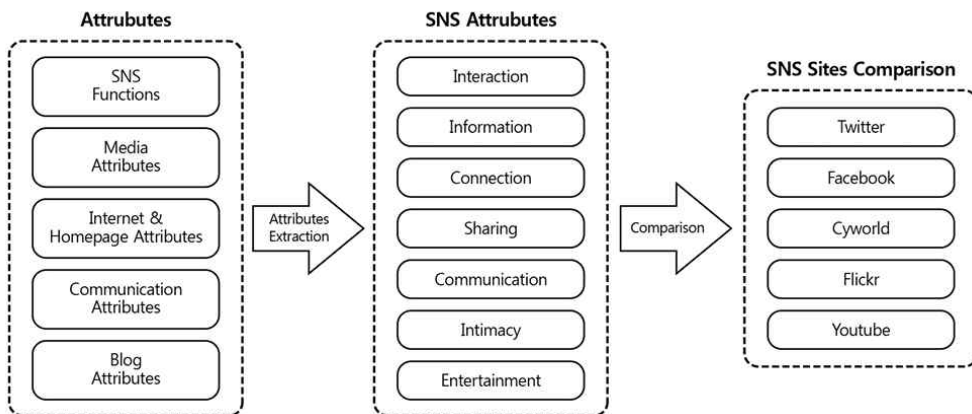 Attrubutes
SNS
Functions
Media
Attributes
Internet &
Homepage Attributes
Communication
Attributes
Blog
Attributes
Attributes
Extraction
SNS Attrubutes
Interaction
Information
Connection
Sharing
Communication
Intimacy
Entertainment
Comparison
SNS Sites Comparison
Twitter
Facebook
Cyworld
Flickr
Youtube